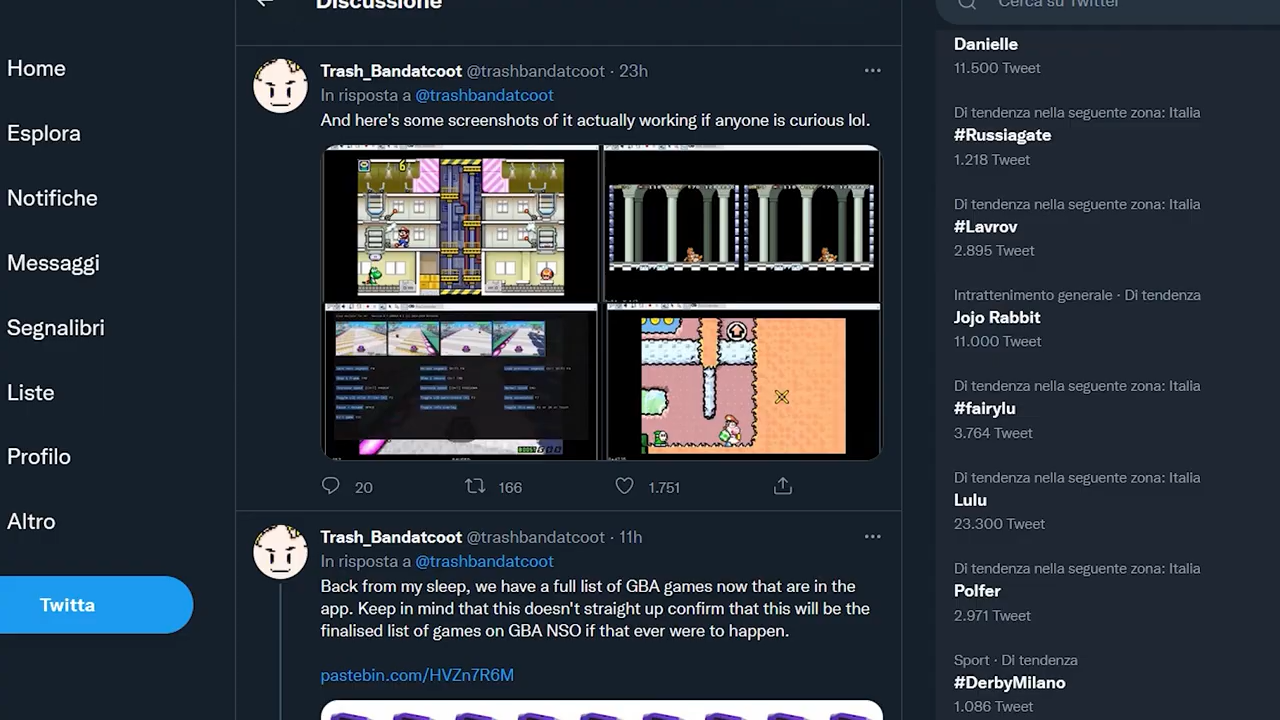 Discussione
Cerca su Twitter
Home
Esplora
Notifiche
Messaggi
Segnalibri
Liste
Profilo
Altro
Twitta
Trash_Bandatcoot @trashbandatcoot · 23h
In risposta a @trashbandatcoot
And here's some screenshots of it actually working if anyone is curious lol.
20
166
1.751
Trash_Bandatcoot @trashbandatcoot · 11h
In risposta a @trashbandatcoot
Back from my sleep, we have a full list of GBA games now that are in the
app. Keep in mind that this doesn't straight up confirm that this will be the
finalised list of games on GBA NSO if that ever were to happen.
pastebin.com/HVZn7R6M
Danielle
11.500 Tweet
Di tendenza nella seguente zona: Italia
#Russiagate
1.218 Tweet
Di tendenza nella seguente zona: Italia
#Lavrov
2.895 Tweet
Intrattenimento generale · Di tendenza
Jojo Rabbit
11.000 Tweet
Di tendenza nella seguente zona: Italia
#fairylu
3.764 Tweet
Di tendenza nella seguente zona: Italia
Lulu
23.300 Tweet
Di tendenza nella seguente zona: Italia
Polfer
2.971 Tweet
Sport · Di tendenza
#DerbyMilano
1.086 Tweet